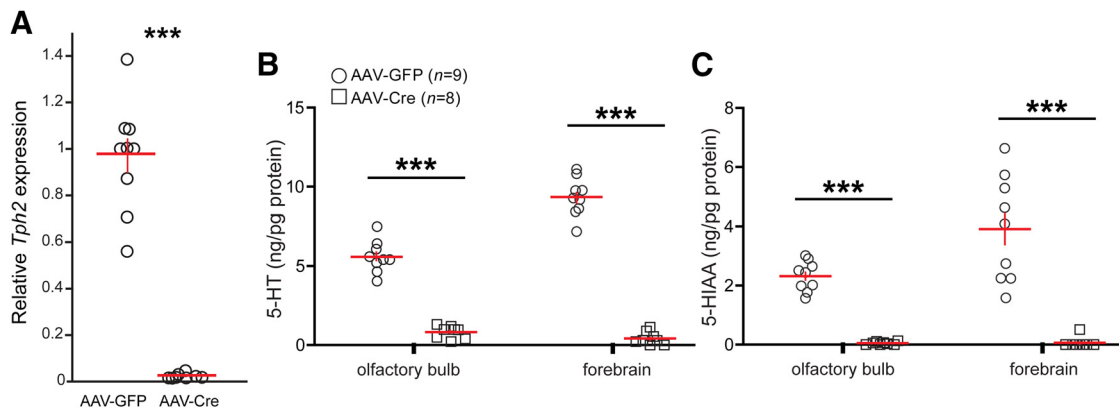 A
***
Relative Tph2 expression
1.4
1.2
1
0.8
0.6
0.4
0.2
0
AAV-GFP AAV-Cre
B
AAV-GFP (n=9)
AAV-Cre (n=8)
5-HT (ng/pg protein)
15
10
5
0
***
***
olfactory bulb forebrain
C
5-HIAA (ng/pg protein)
8
6
4
2
0
***
***
olfactory bulb forebrain